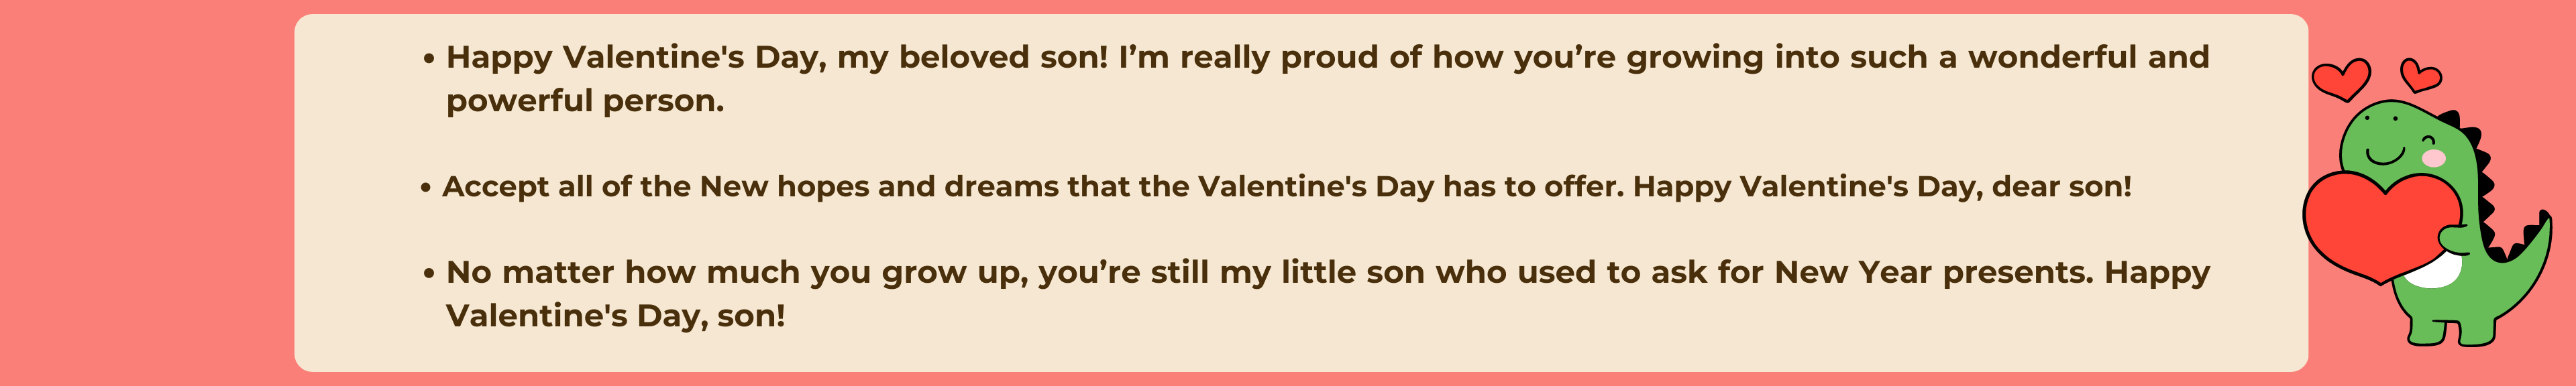 • Happy Valentine's Day, my beloved son! I’m really proud of how you’re growing into such a wonderful and
powerful person.
• Accept all of the New hopes and dreams that the Valentine's Day has to offer. Happy Valentine's Day, dear son!
• No matter how much you grow up, you’re still my little son who used to ask for New Year presents. Happy
Valentine's Day, son!